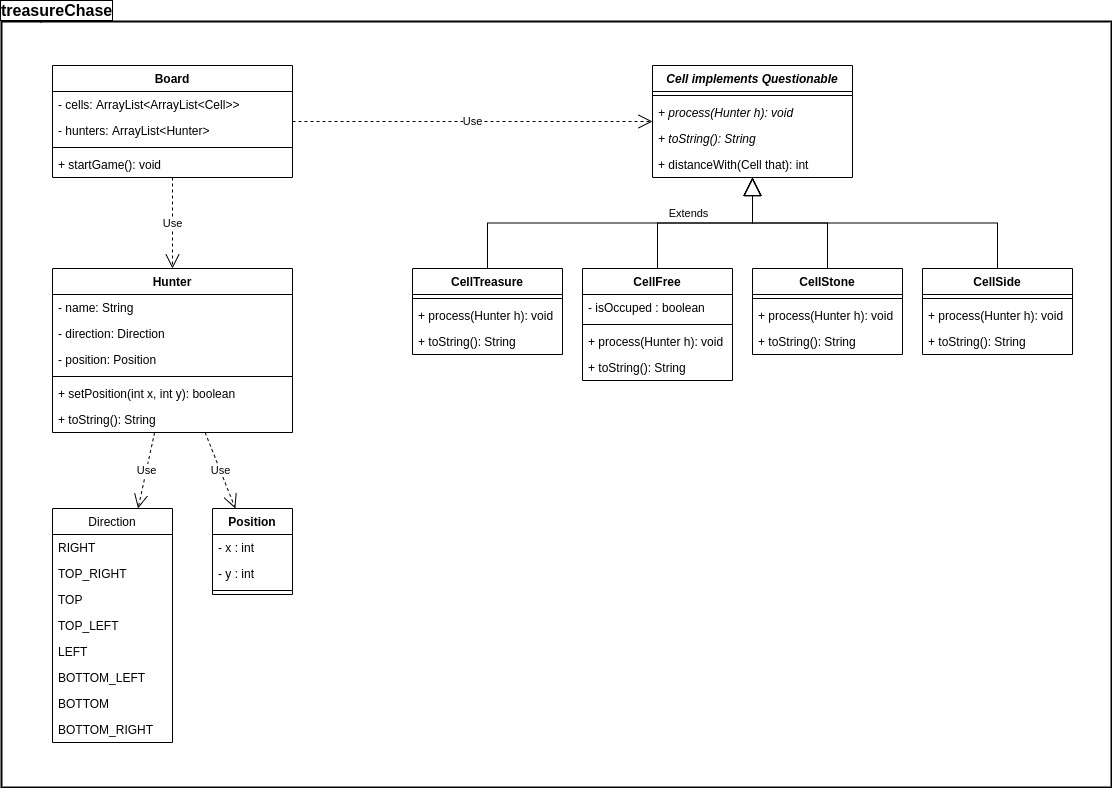 treasureChase
Board
- cells: ArrayList<ArrayList<Cell>>
- hunters: ArrayList<Hunter>
+ startGame(): void
Use
Cell implements Questionable
+ process(Hunter h): void
+ toString(): String
+ distanceWith(Cell that): int
Use
Extends
Hunter
- name: String
- direction: Direction
- position: Position
+ setPosition(int x, int y): boolean
+ toString(): String
CellTreasure
+ process(Hunter h): void
+ toString(): String
CellFree
- isOccuped : boolean
+ process(Hunter h): void
+ toString(): String
CellStone
+ process(Hunter h): void
+ toString(): String
CellSide
+ process(Hunter h): void
+ toString(): String
Use
Use
Direction
RIGHT
TOP_RIGHT
TOP
TOP_LEFT
LEFT
BOTTOM_LEFT
BOTTOM
BOTTOM_RIGHT
Position
- x : int
- y : int